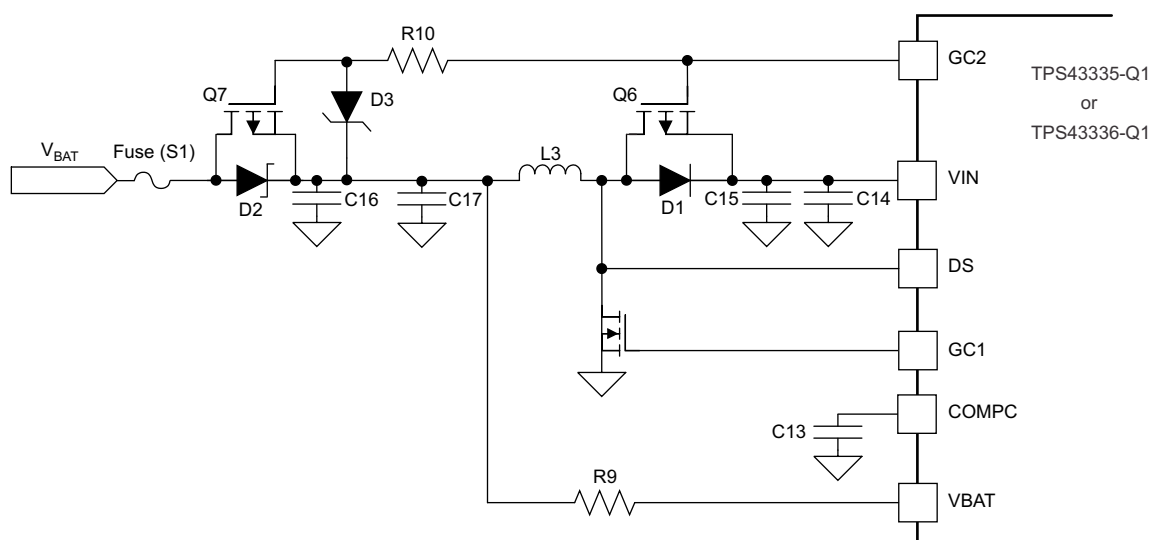 R10
GC2
TPS43335-Q1
or
TPS43336-Q1
Q7
D3
Q6
VBAT
Fuse (S1)
L3
VIN
D2
C16
C17
D1
C15
C14
DS
GC1
COMPC
C13
R9
VBAT